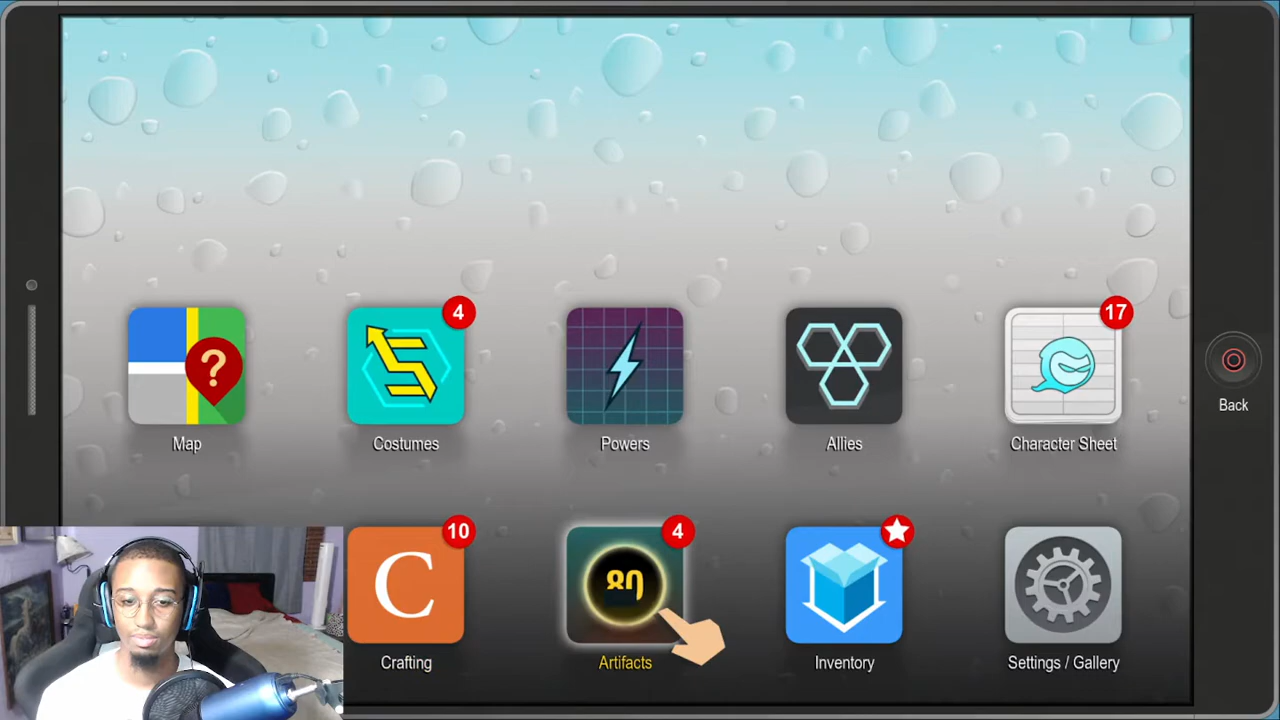 4
17
Map
Costumes
Powers
Allies
Character Sheet
Back
10
4
C
Crafting
Artifacts
Inventory
Settings / Gallery